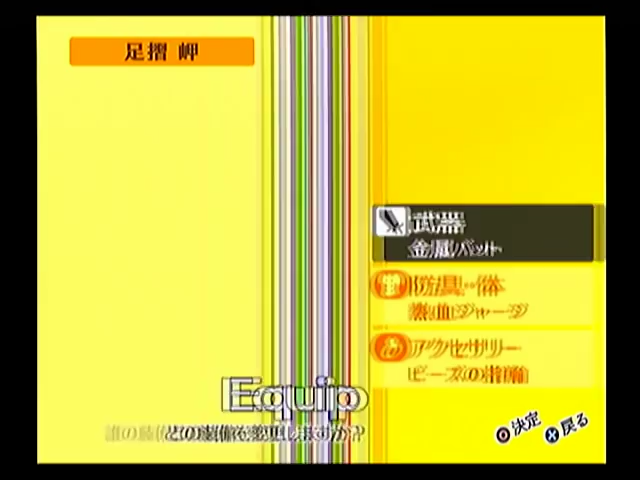 足摺 岬
武器
金属バット
防具・体
熱血ジャージ
アクセサリー
ビーズの指輪
Equip
どの装備を変更しますか?
決定
戻る